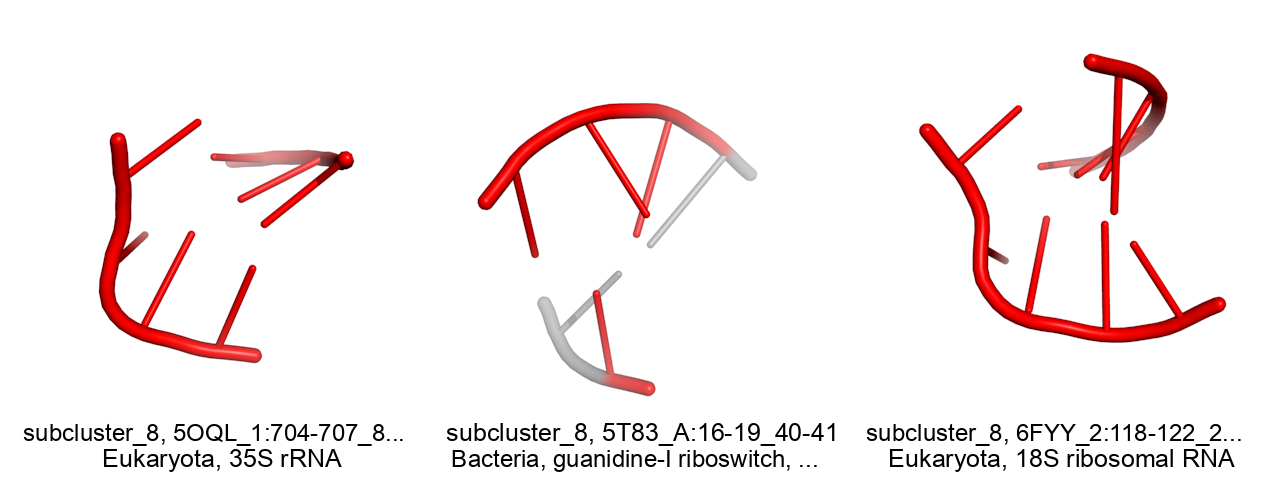 subcluster_8, 5OQL_1:704-707_8...
Eukaryota, 35S rRNA
subcluster_8, 5T83_A:16-19_40-41
Bacteria, guanidine-I riboswitch, ...
subcluster_8, 6FYY_2:118-122_2...
Eukaryota, 18S ribosomal RNA